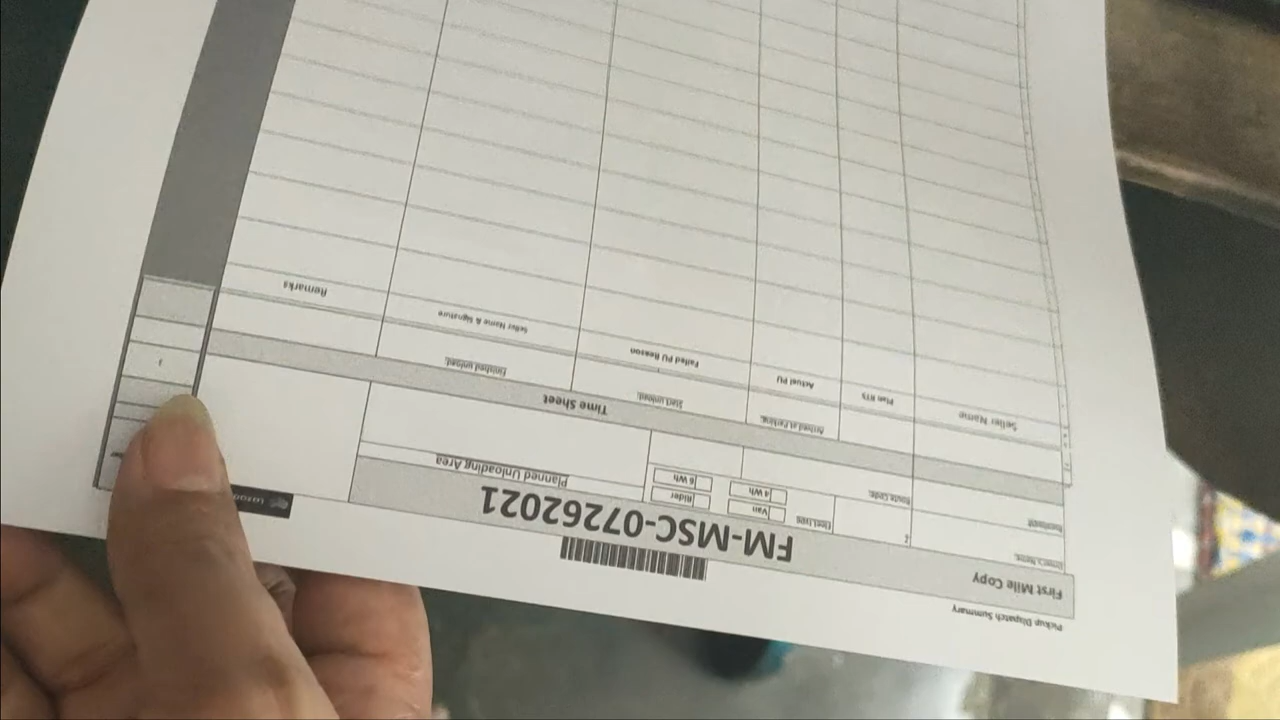 Pickup Dispatch Summary
First Mile Copy
FM-MSC-07262021
Driver's Name:
Fleet Type:
Van
4 Wh
Rider
6 Wh
Planned Unloading Area
Route Code:
Time Sheet
Arrived at Parking:
Start unload:
Finished unload:
Seller Name
Plan RTS
Actual PU
Failed PU Reason
Seller Name & Signature
Remarks